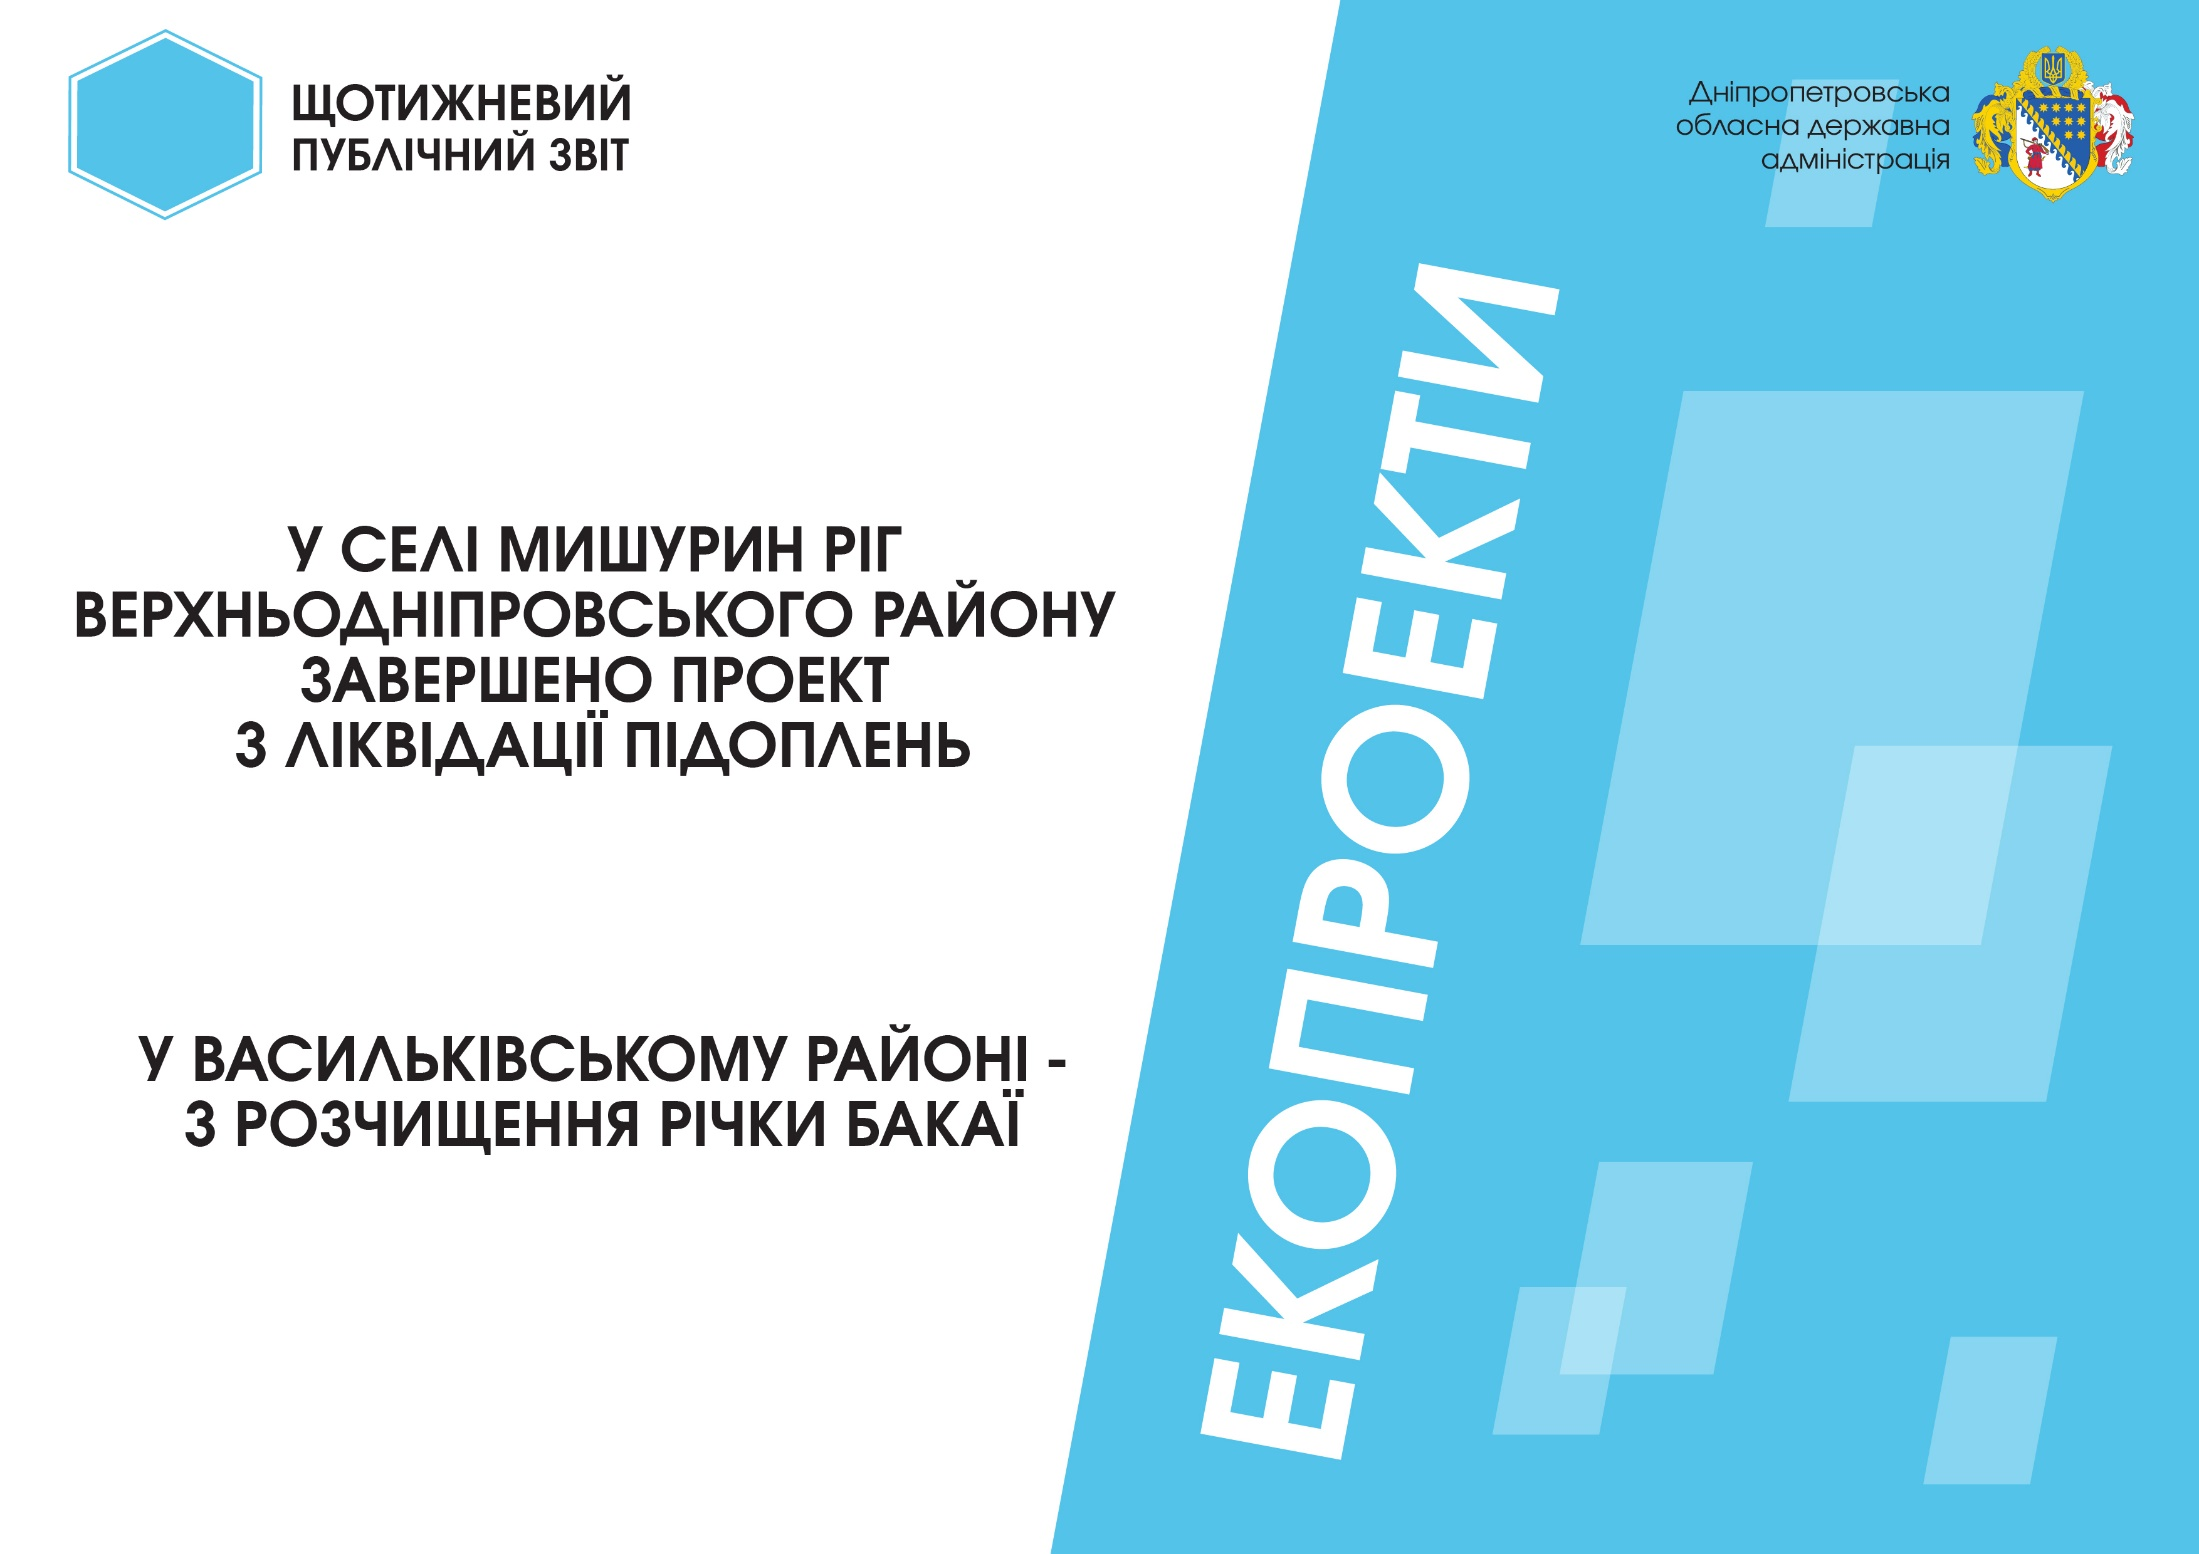 ЩОТИЖНЕВИЙ
ПУБЛІЧНИЙ ЗВІТ
Дніпропетровська
обласна державна
адміністрація
У СЕЛІ МИШУРИН РІГ
ВЕРХНЬОДНІПРОВСЬКОГО РАЙОНУ
ЗАВЕРШЕНО ПРОЕКТ
З ЛІКВІДАЦІЇ ПІДОПЛЕНЬ
У ВАСИЛЬКІВСЬКОМУ РАЙОНІ -
З РОЗЧИЩЕННЯ РІЧКИ БАКАЇ
ЕКОПРОЕКТИ